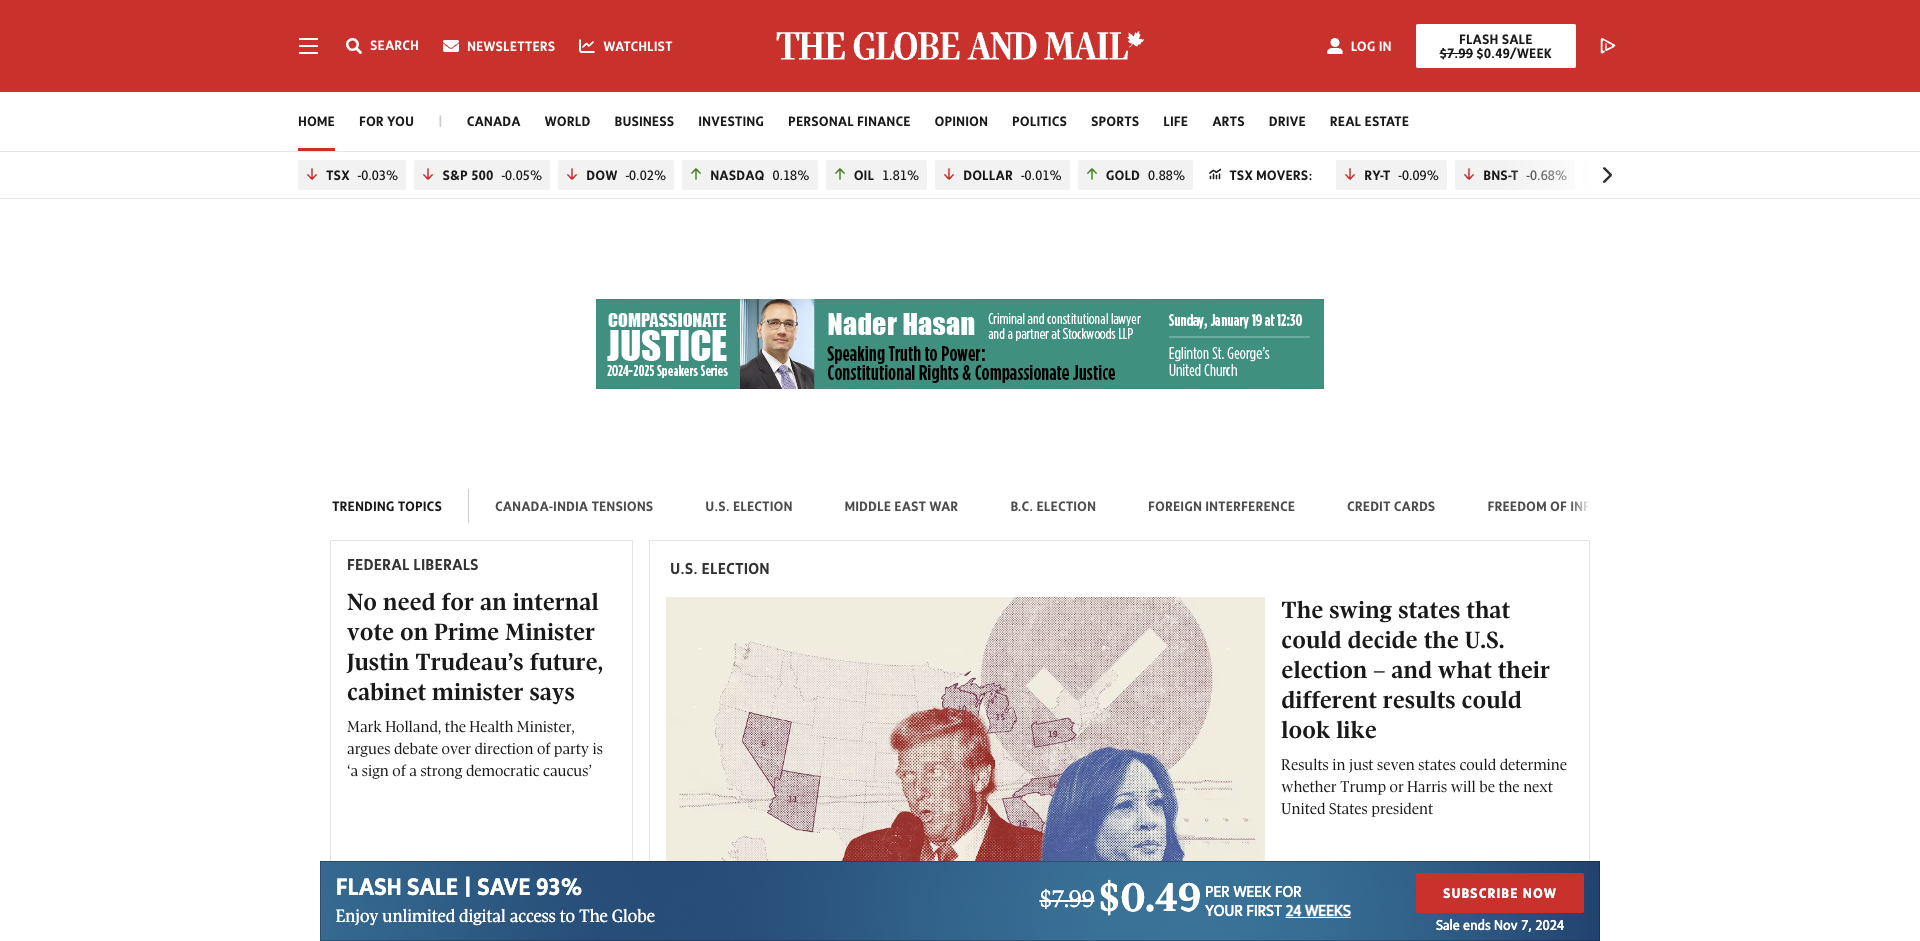 SEARCH
NEWSLETTERS
WATCHLIST
THE GLOBE AND MAIL
LOG IN
FLASH SALE
$7.99 $0.49/WEEK
HOME
FOR YOU
CANADA
WORLD
BUSINESS
INVESTING
PERSONAL FINANCE
OPINION
POLITICS
SPORTS
LIFE
ARTS
DRIVE
REAL ESTATE
TSX -0.03%
S&P 500 -0.05%
DOW -0.02%
NASDAQ 0.18%
OIL 1.81%
DOLLAR -0.01%
GOLD 0.88%
TSX MOVERS:
RY-T -0.09%
BNS-T -0.68%
COMPASSIONATE
JUSTICE
2024-2025 Speakers Series
Nader Hasan
Criminal and constitutional lawyer
and a partner at Stockwoods LLP
Speaking Truth to Power:
Constitutional Rights & Compassionate Justice
Sunday, January 19 at 12:30
Eglinton St. George's
United Church
TRENDING TOPICS
CANADA-INDIA TENSIONS
U.S. ELECTION
MIDDLE EAST WAR
B.C. ELECTION
FOREIGN INTERFERENCE
CREDIT CARDS
FREEDOM OF INF
FEDERAL LIBERALS
No need for an internal
vote on Prime Minister
Justin Trudeau’s future,
cabinet minister says
Mark Holland, the Health Minister,
argues debate over direction of party is
‘a sign of a strong democratic caucus’
U.S. ELECTION
6
11
15
19
16
The swing states that
could decide the U.S.
election – and what their
different results could
look like
Results in just seven states could determine
whether Trump or Harris will be the next
United States president
FLASH SALE | SAVE 93%
Enjoy unlimited digital access to The Globe
$7.99 $0.49 PER WEEK FOR
YOUR FIRST 24 WEEKS
SUBSCRIBE NOW
Sale ends Nov 7, 2024